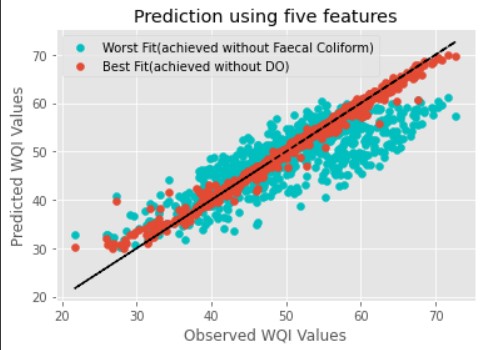 Prediction using five features
Worst Fit(achieved without Faecal Coliform)
Best Fit(achieved without DO)
Predicted WQI Values
70
60
50
40
30
20
20 30 40 50 60 70
Observed WQI Values